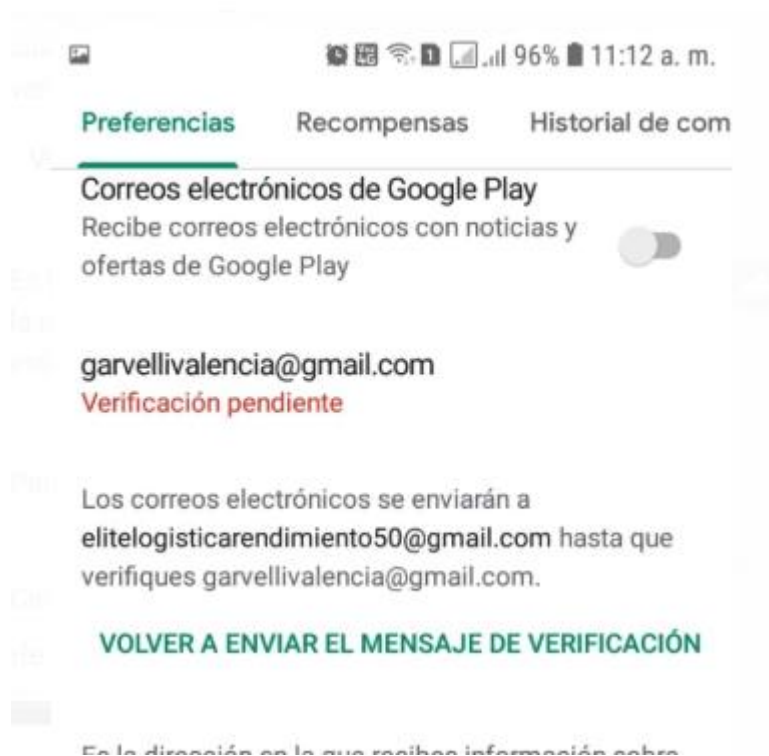 96% 11:12 a. m.
Preferencias Recompensas Historial de com
Correos electrónicos de Google Play
Recibe correos electrónicos con noticias y
ofertas de Google Play
garvellivalencia@gmail.com
Verificación pendiente
Los correos electrónicos se enviarán a
elitelogisticarendimiento50@gmail.com hasta que
verifiques garvellivalencia@gmail.com.
VOLVER A ENVIAR EL MENSAJE DE VERIFICACIÓN
Es la dirección en la que recibes información sobre